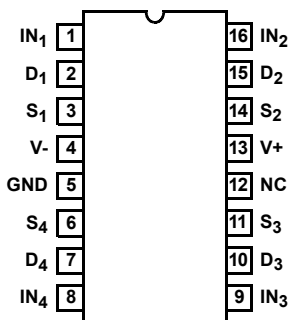 IN1 1 16 IN2
D1 2 15 D2
S1 3 14 S2
V- 4 13 V+
GND 5 12 NC
S4 6 11 S3
D4 7 10 D3
IN4 8 9 IN3